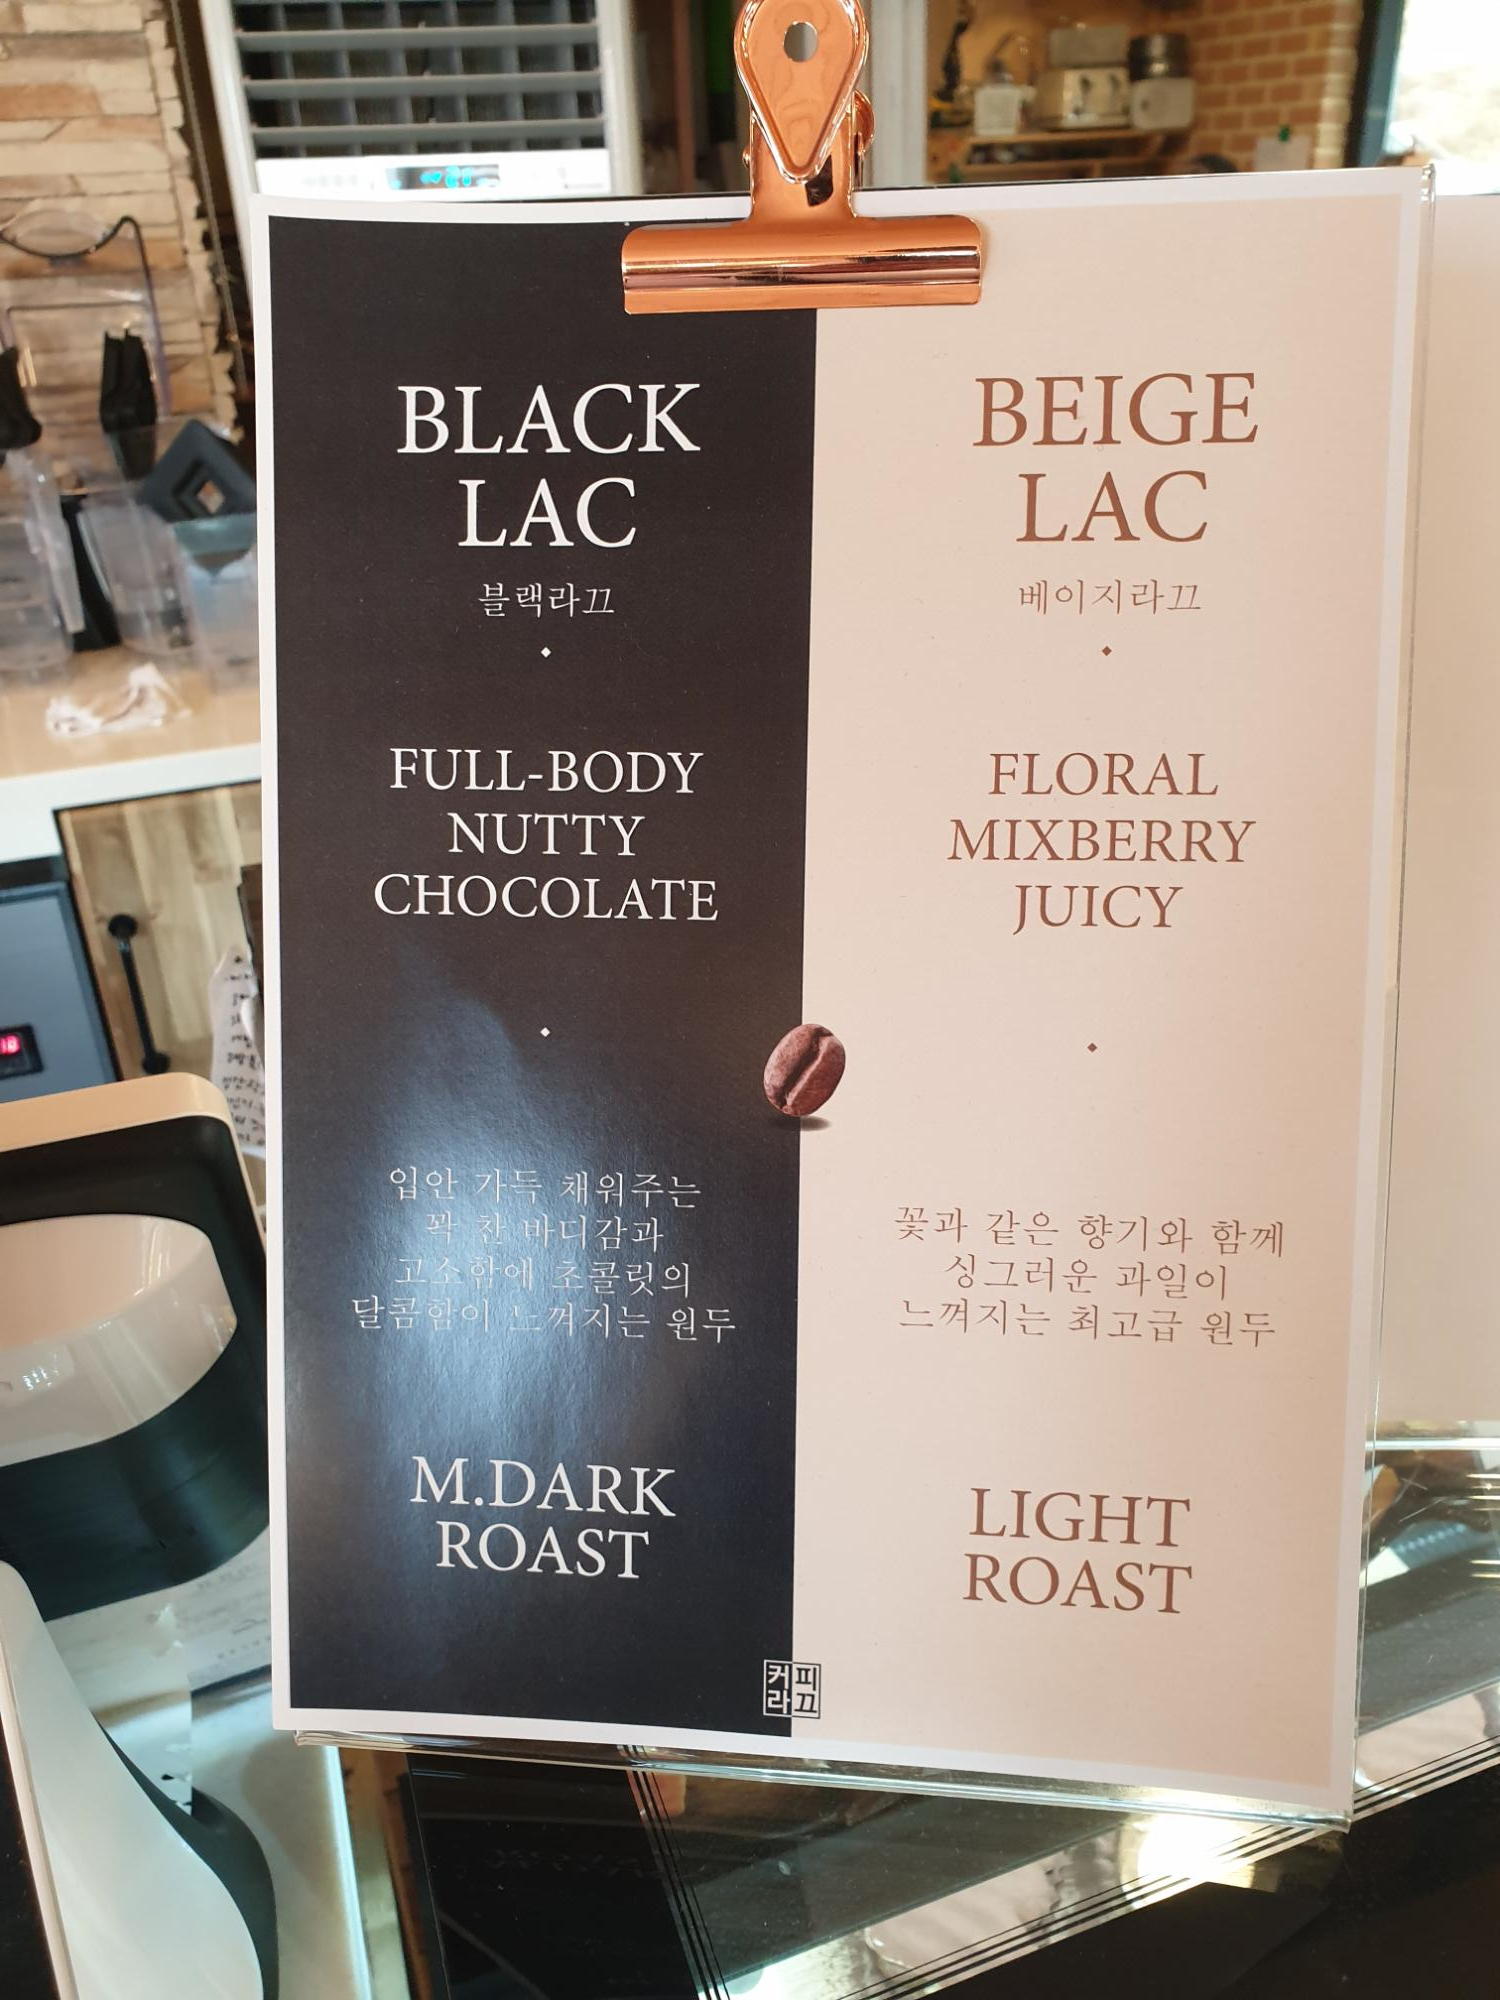 BLACK
LAC
블랙라끄
FULL-BODY
NUTTY
CHOCOLATE
입안 가득 채워주는
꽉 찬 바디감과
고소함에 초콜릿의
달콤함이 느껴지는 원두
M.DARK
ROAST
BEIGE
LAC
베이지라끄
FLORAL
MIXBERRY
JUICY
꽃과 같은 향기와 함께
싱그러운 과일이
느껴지는 최고급 원두
LIGHT
ROAST
커피
라끄